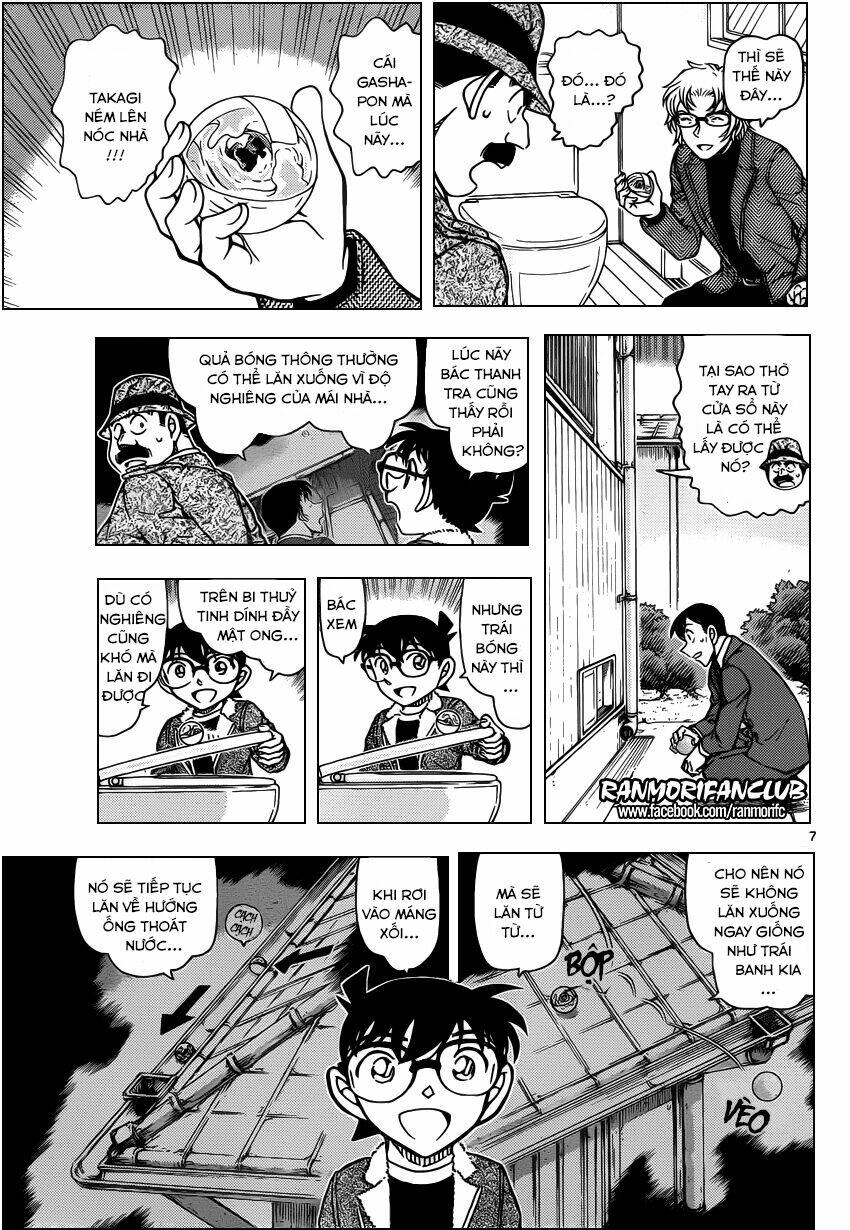 THÌ SẼ
THẾ NÀY
ĐÂY...
ĐÓ... ĐÓ
LÀ...?
CÁI
GASHA-
PON MÀ
LÚC
NÃY...
TAKAGI
NÉM LÊN
NÓC NHÀ
!!!
TẠI SAO THÒ
TAY RA TỪ
CỬA SỔ NÀY
LÀ CÓ THỂ
LẤY ĐƯỢC
NÓ?
LÚC NÃY
BÁC THANH
TRA CŨNG
THẤY RỒI
PHẢI
KHÔNG?
QUẢ BÓNG THÔNG THƯỜNG
CÓ THỂ LĂN XUỐNG VÌ ĐỘ
NGHIÊNG CỦA MÁI NHÀ...
NHƯNG
TRÁI
BÓNG
NÀY THÌ
...
BÁC
XEM
TRÊN BI THUỶ
TINH DÍNH ĐẦY
MẬT ONG...
DÙ CÓ
NGHIÊNG
CŨNG
KHÓ MÀ
LĂN ĐI
ĐƯỢC
RANMORIFANCLUB
www.facebook.com/ranmorifc
7
CHO NÊN NÓ
SẼ KHÔNG
LĂN XUỐNG
NGAY GIỐNG
NHƯ TRÁI
BANH KIA
...
MÀ SẼ
LĂN TỪ
TỪ...
BỘP
VÈO
KHI RƠI
VÀO MÁNG
XỐI...
CẠCH
CẠCH
NÓ SẼ TIẾP TỤC
LĂN VỀ HƯỚNG
ỐNG THOÁT
NƯỚC...